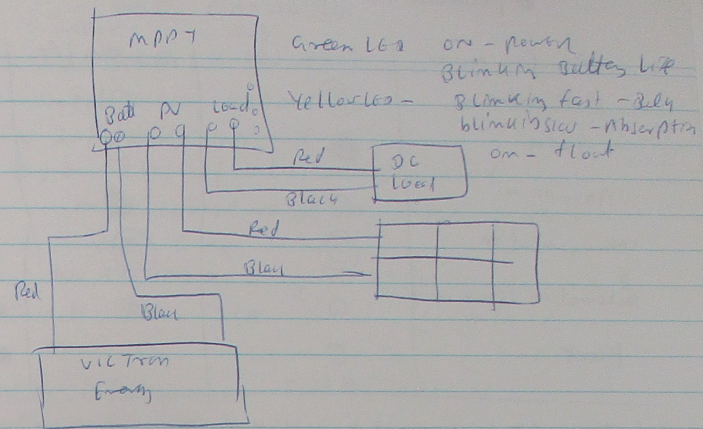 MPPT
Green LED ON - power
Blinking Battery Life
Batt PV Load
Yellow LED - Blinking fast - Bulk
blinking slow - Absorption
on - float
Red
DC
Load
Black
Red
Black
Red
Black
Victron
Energy